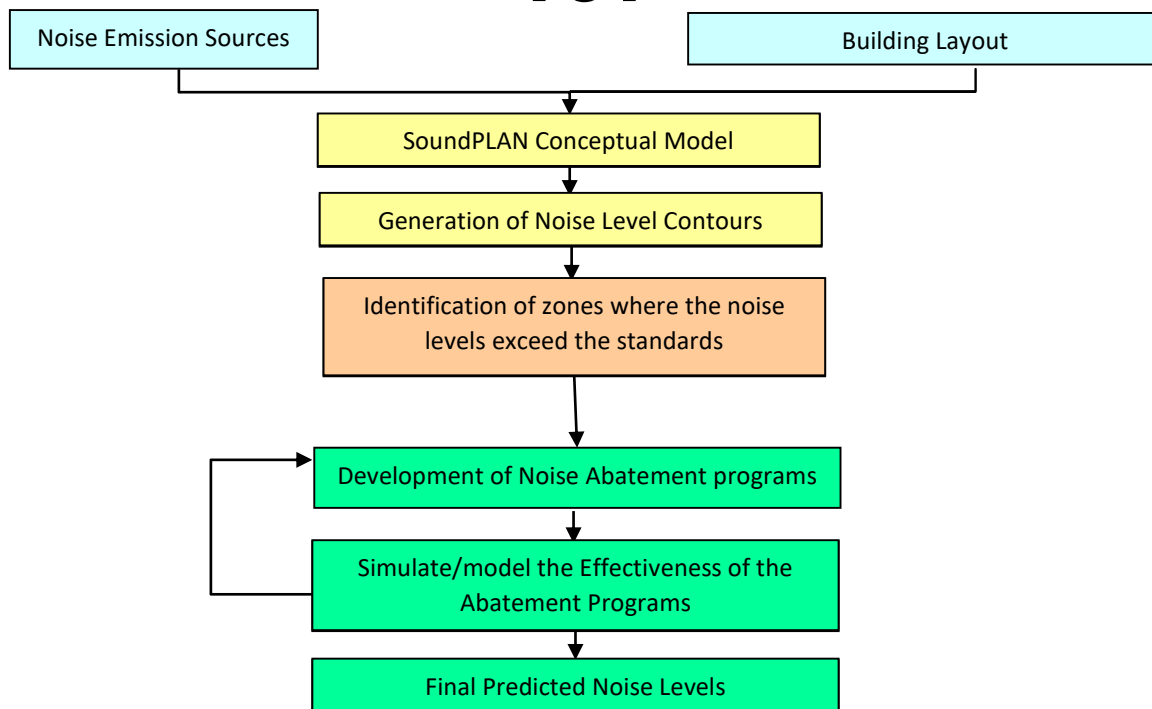 Noise Emission Sources
Building Layout
SoundPLAN Conceptual Model
Generation of Noise Level Contours
Identification of zones where the noise
levels exceed the standards
Development of Noise Abatement programs
Simulate/model the Effectiveness of the
Abatement Programs
Final Predicted Noise Levels